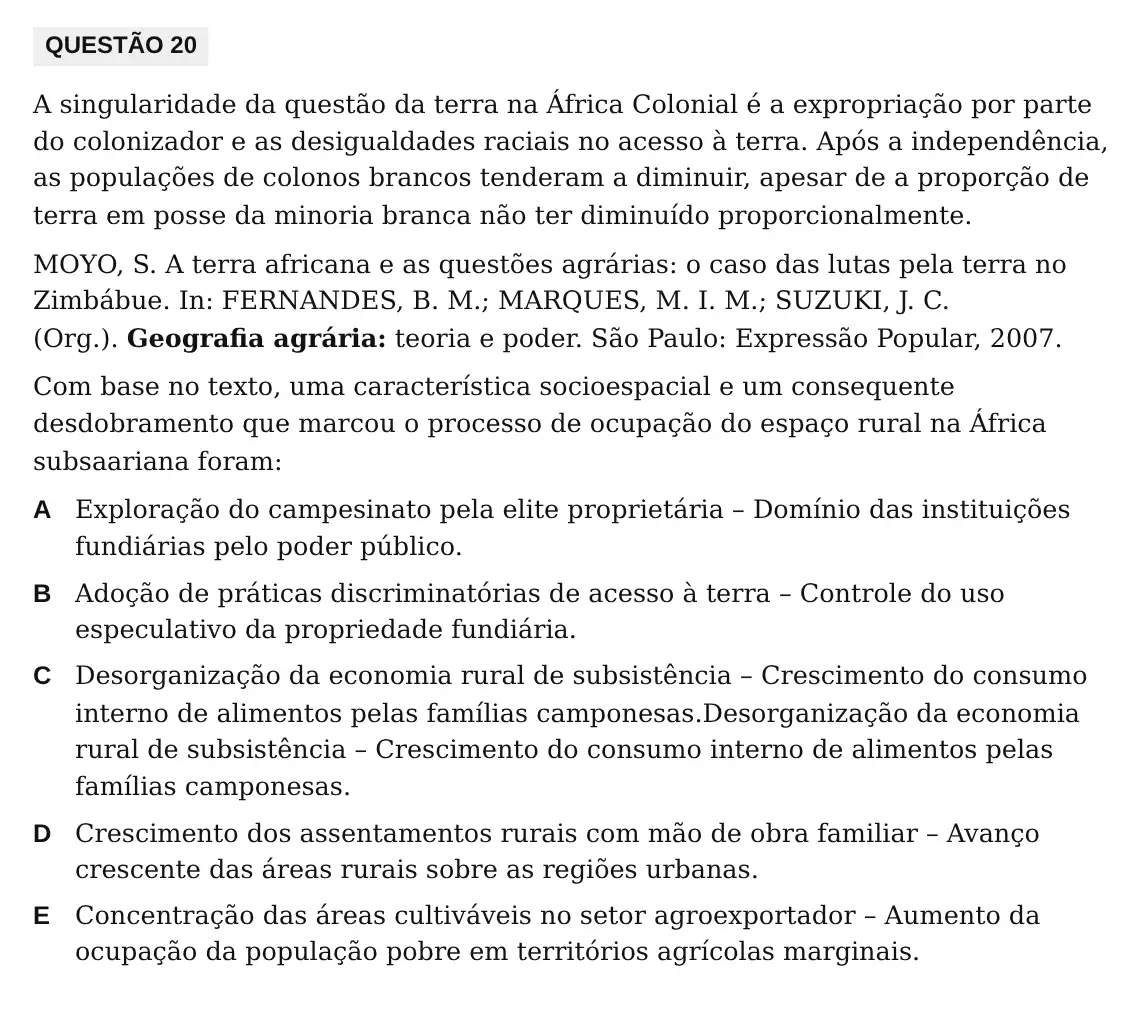 QUESTÃO 20
A singularidade da questão da terra na África Colonial é a expropriação por parte
do colonizador e as desigualdades raciais no acesso à terra. Após a independência,
as populações de colonos brancos tenderam a diminuir, apesar de a proporção de
terra em posse da minoria branca não ter diminuído proporcionalmente.
MOYO, S. A terra africana e as questões agrárias: o caso das lutas pela terra no
Zimbábue. In: FERNANDES, B. M.; MARQUES, M. I. M.; SUZUKI, J. C.
(Org.). Geografia agrária: teoria e poder. São Paulo: Expressão Popular, 2007.
Com base no texto, uma característica socioespacial e um consequente
desdobramento que marcou o processo de ocupação do espaço rural na África
subsaariana foram:
A Exploração do campesinato pela elite proprietária – Domínio das instituições
fundiárias pelo poder público.
B Adoção de práticas discriminatórias de acesso à terra – Controle do uso
especulativo da propriedade fundiária.
C Desorganização da economia rural de subsistência – Crescimento do consumo
interno de alimentos pelas famílias camponesas.Desorganização da economia
rural de subsistência – Crescimento do consumo interno de alimentos pelas
famílias camponesas.
D Crescimento dos assentamentos rurais com mão de obra familiar – Avanço
crescente das áreas rurais sobre as regiões urbanas.
E Concentração das áreas cultiváveis no setor agroexportador – Aumento da
ocupação da população pobre em territórios agrícolas marginais.